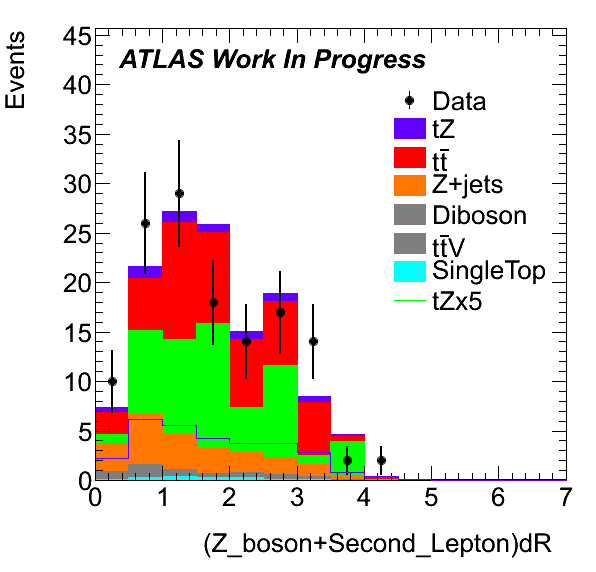 Events
45
40
35
30
25
20
15
10
5
0
ATLAS Work In Progress
Data
tZ
tt̄
Z+jets
Diboson
tt̄V
SingleTop
tZx5
0 1 2 3 4 5 6 7
(Z_boson+Second_Lepton)dR